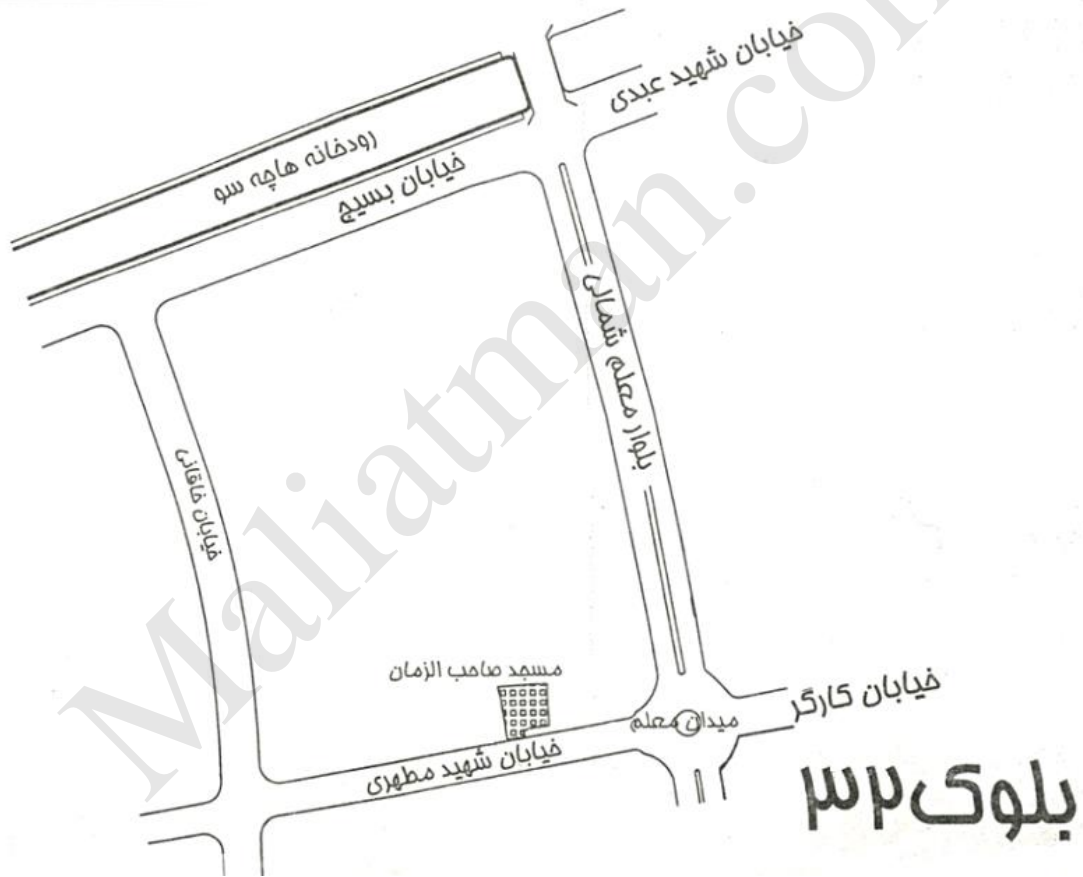 خیابان شهید عبدی
رودخانه هاچه سو
خیابان بسیج
بلوار معلم شمالی
خیابان خاقانی
مسجد صاحب الزمان
خیابان کارگر
میدان معلم
خیابان شهید مطهری
بلوک ۳۲
Maliatman.com